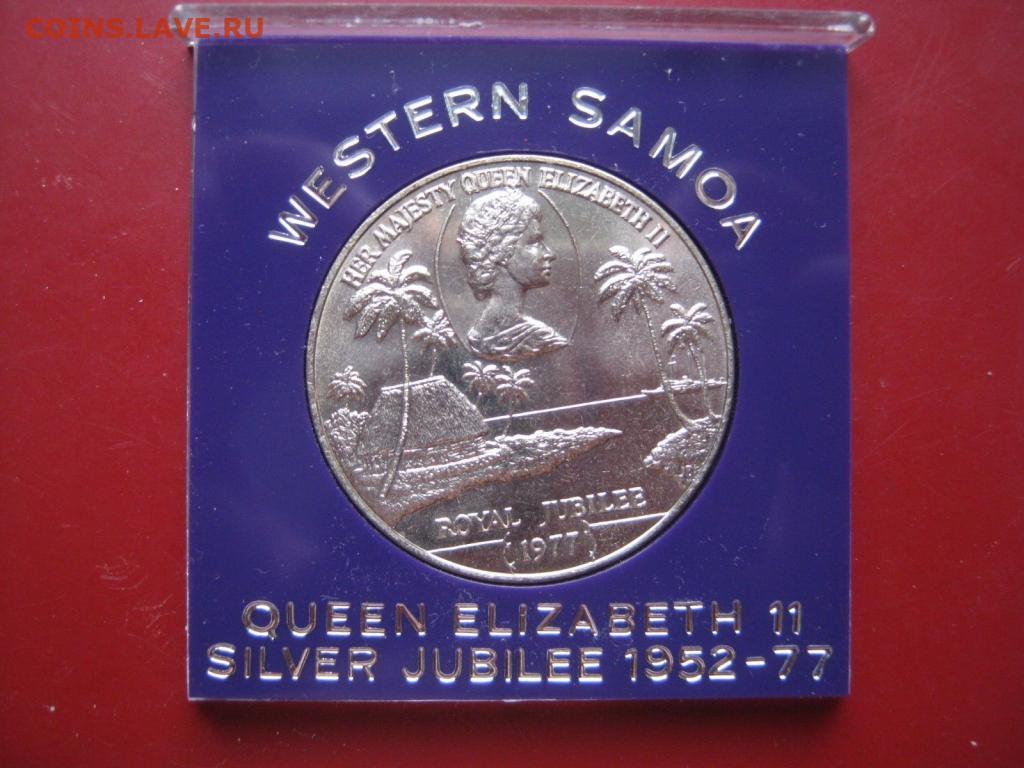 COINS.LAVE.RU
WESTERN SAMOA
HER MAJESTY QUEEN ELIZABETH II
ROYAL JUBILEE
(1977)
QUEEN ELIZABETH 11
SILVER JUBILEE 1952-77